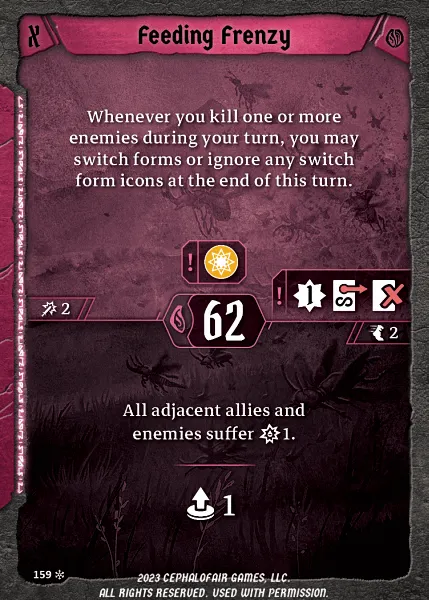 Feeding Frenzy
Whenever you kill one or more
enemies during your turn, you may
switch forms or ignore any switch
form icons at the end of this turn.
!
! 1
2
62
2
All adjacent allies and
enemies suffer 1.
1
159
2023 CEPHALOFAIR GAMES, LLC.
ALL RIGHTS RESERVED. USED WITH PERMISSION.